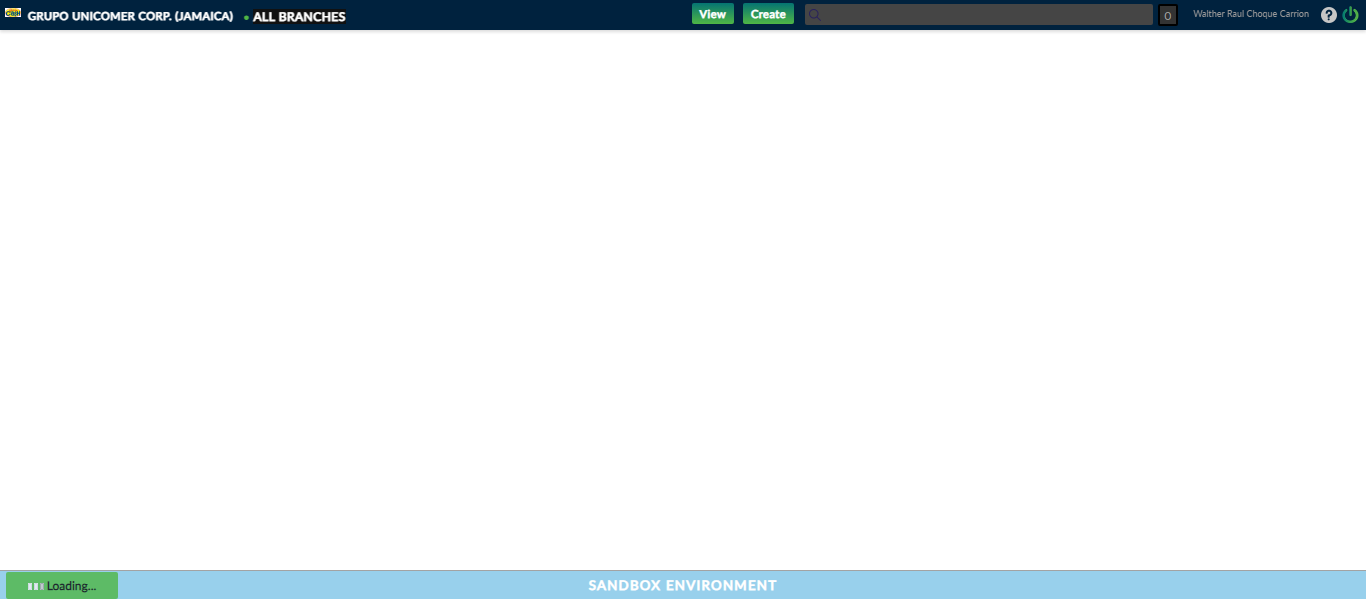 GRUPO UNICOMER CORP. (JAMAICA) • ALL BRANCHES View Create 0 Walther Raul Choque Carrion ?
Loading... SANDBOX ENVIRONMENT